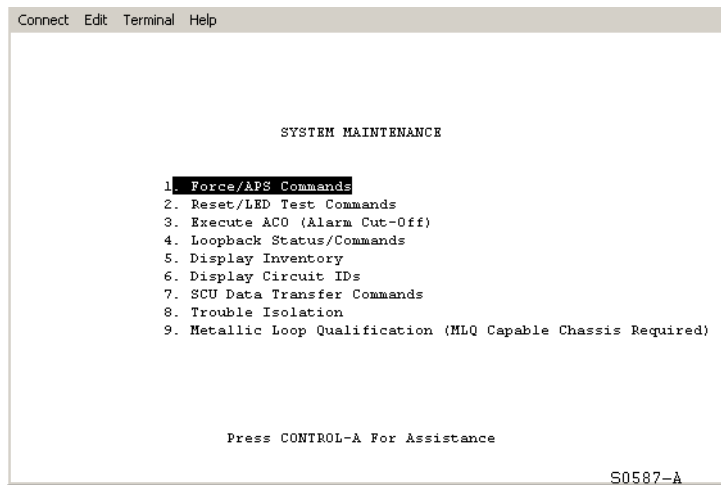 Connect Edit Terminal Help
SYSTEM MAINTENANCE
1. Force/APS Commands
2. Reset/LED Test Commands
3. Execute ACO (Alarm Cut-Off)
4. Loopback Status/Commands
5. Display Inventory
6. Display Circuit IDs
7. SCU Data Transfer Commands
8. Trouble Isolation
9. Metallic Loop Qualification (MLQ Capable Chassis Required)
Press CONTROL-A For Assistance
S0587-A